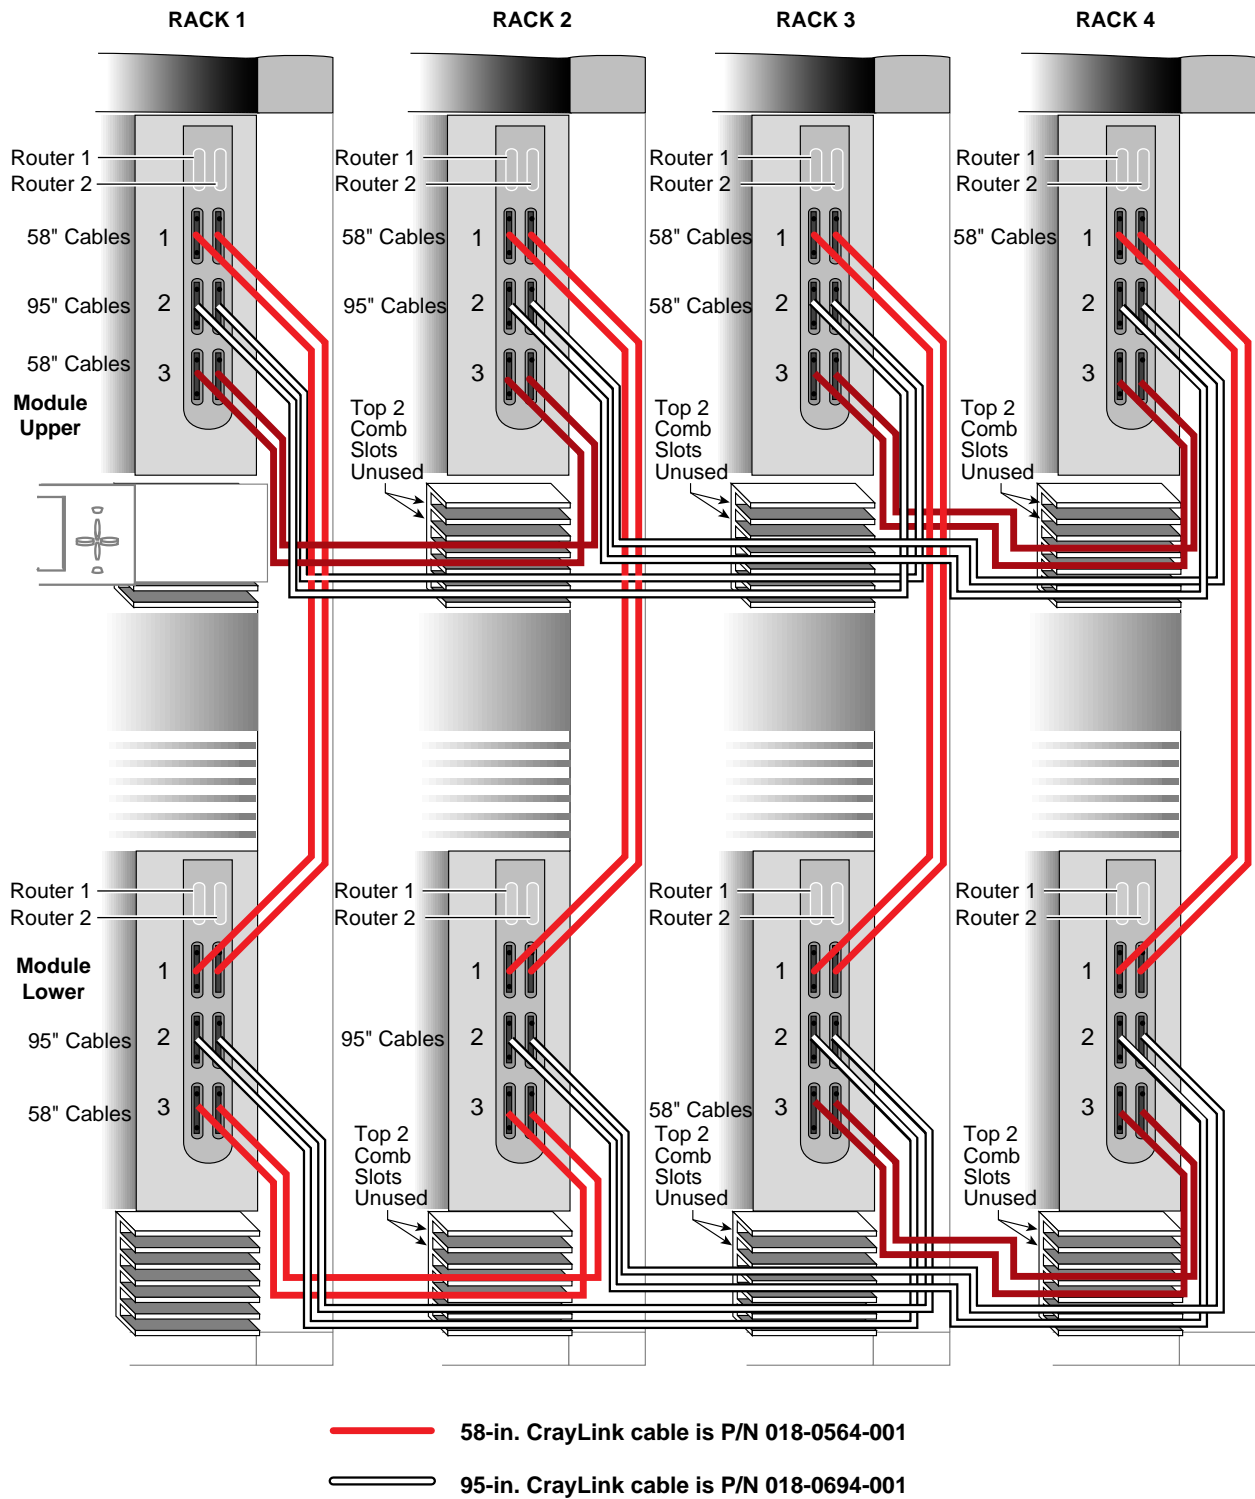 RACK 1 RACK 2 RACK 3 RACK 4
Router 1 Router 1 Router 1 Router 1
Router 2 Router 2 Router 2 Router 2
58" Cables 1 58" Cables 1 58" Cables 1 58" Cables 1
95" Cables 2 95" Cables 2 58" Cables 2 2
58" Cables 3 3 3 3
Module
Upper
Top 2 Top 2 Top 2
Comb Comb Comb
Slots Slots Slots
Unused Unused Unused
Router 1 Router 1 Router 1 Router 1
Router 2 Router 2 Router 2 Router 2
Module
Lower
1 1 1 1
95" Cables 2 95" Cables 2 2 2
58" Cables 3 3 58" Cables 3 3
Top 2 Top 2 Top 2
Comb Comb Comb
Slots Slots Slots
Unused Unused Unused
58-in. CrayLink cable is P/N 018-0564-001
95-in. CrayLink cable is P/N 018-0694-001